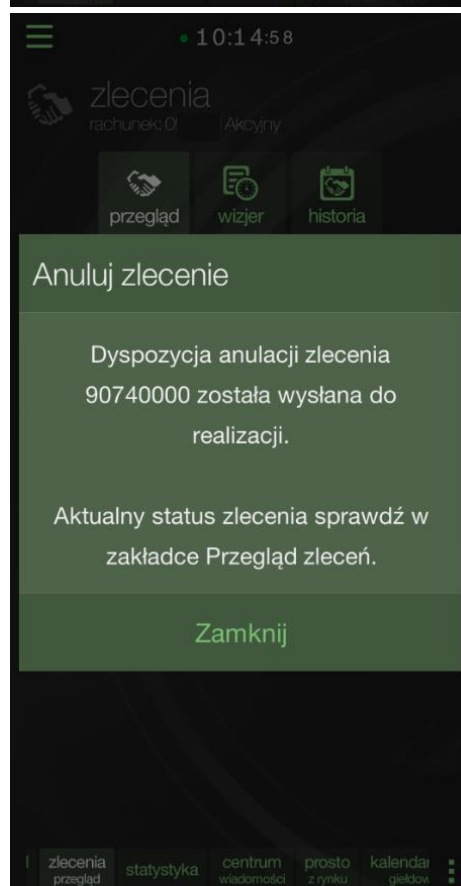 10:14:58
zlecenia
rachunek: 0 Akcyjny
przegląd wizjer historia
Anuluj zlecenie
Dyspozycja anulacji zlecenia
90740000 została wysłana do
realizacji.
Aktualny status zlecenia sprawdź w
zakładce Przegląd zleceń.
Zamknij
zlecenia statystyka centrum prosto kalendar
przegląd wiadomości z rynku giełdow